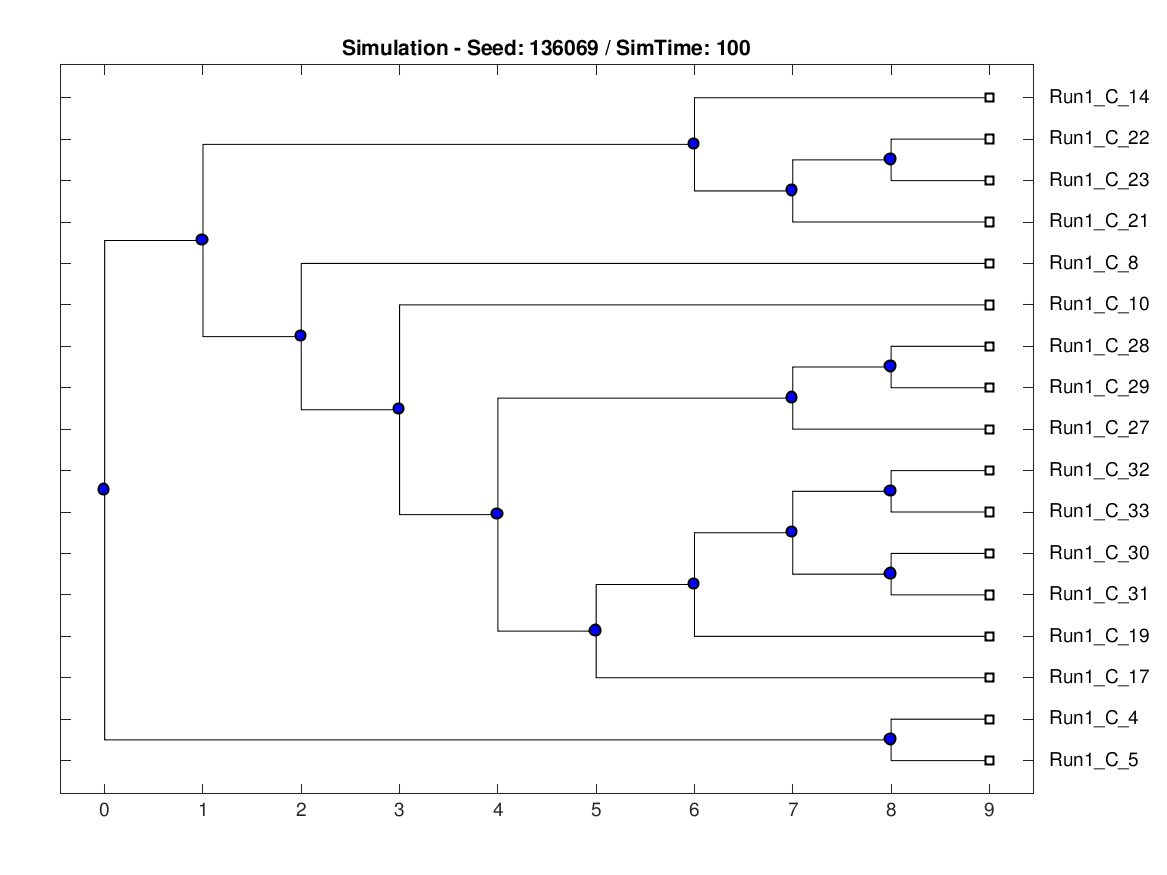 Simulation - Seed: 136069 / SimTime: 100
Run1_C_14
Run1_C_22
Run1_C_23
Run1_C_21
Run1_C_8
Run1_C_10
Run1_C_28
Run1_C_29
Run1_C_27
Run1_C_32
Run1_C_33
Run1_C_30
Run1_C_31
Run1_C_19
Run1_C_17
Run1_C_4
Run1_C_5
0 1 2 3 4 5 6 7 8 9